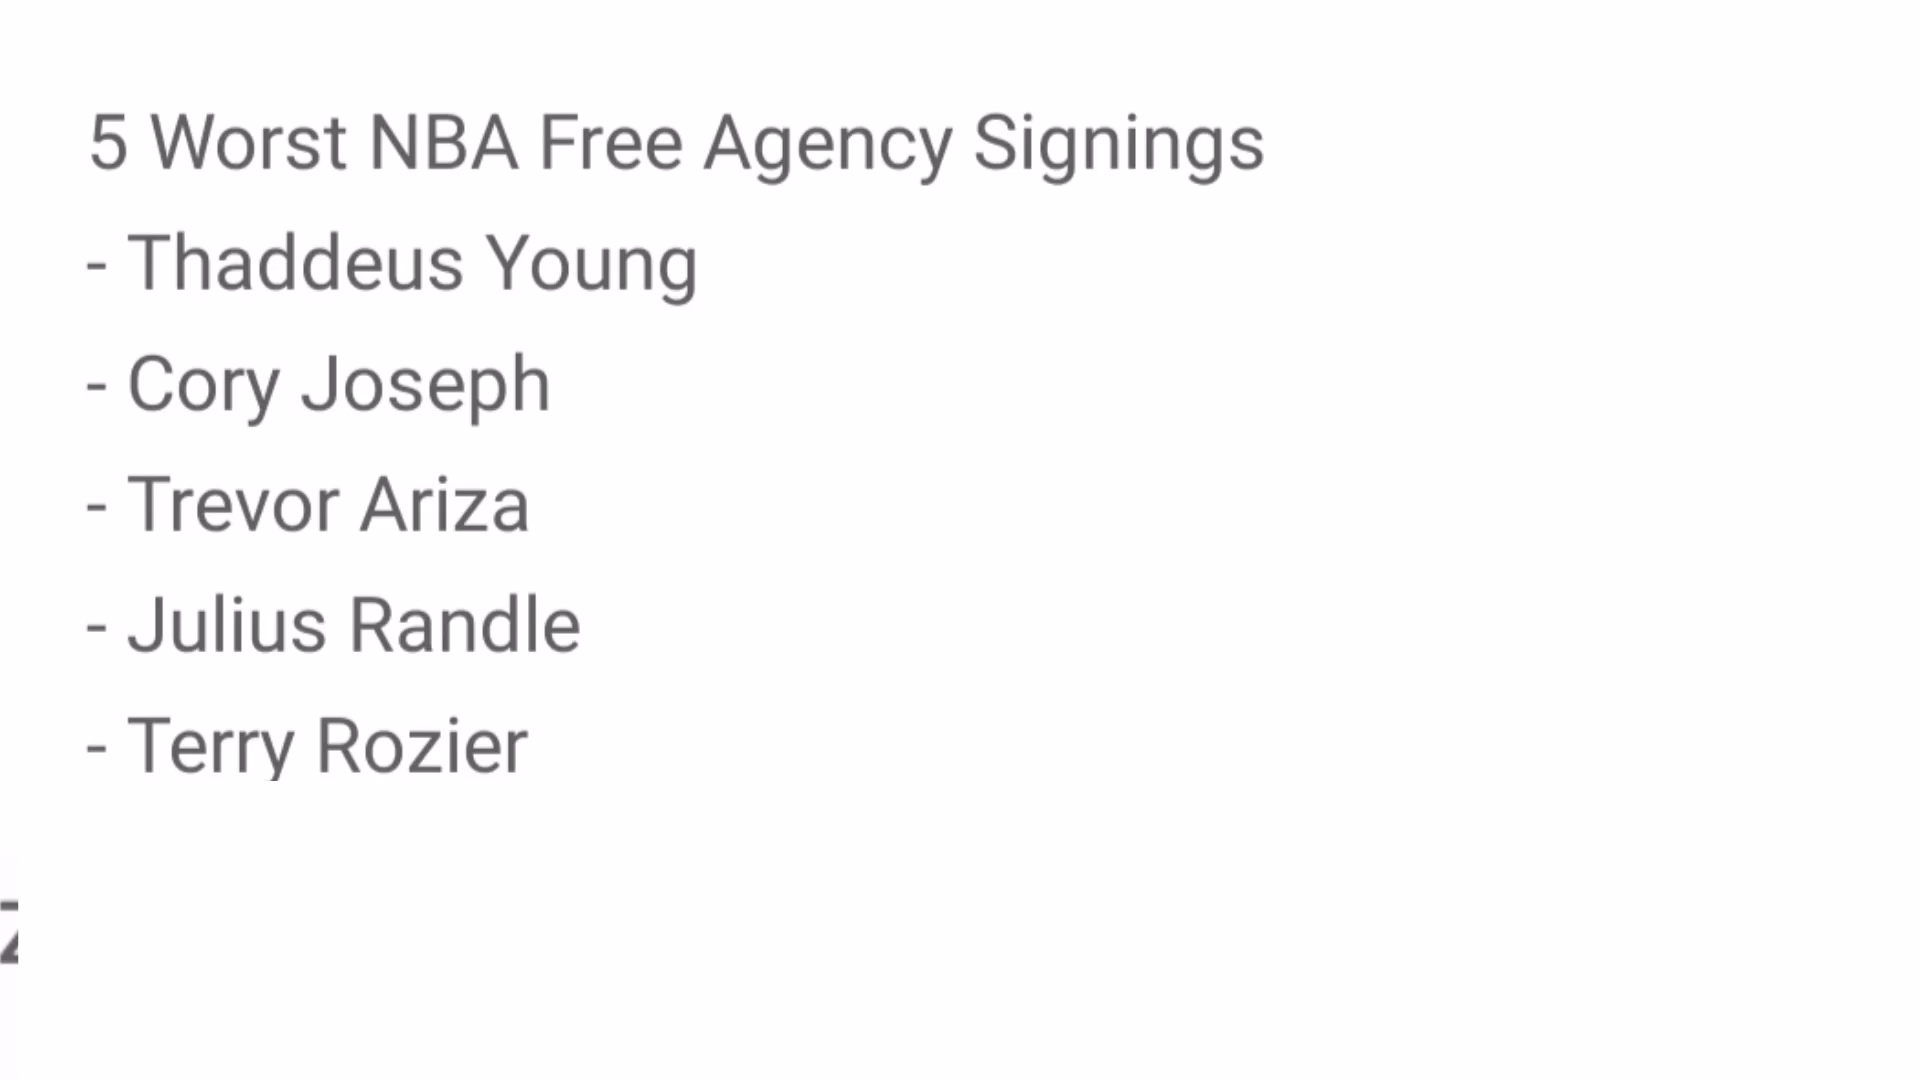 5 Worst NBA Free Agency Signings
- Thaddeus Young
- Cory Joseph
- Trevor Ariza
- Julius Randle
- Terry Rozier